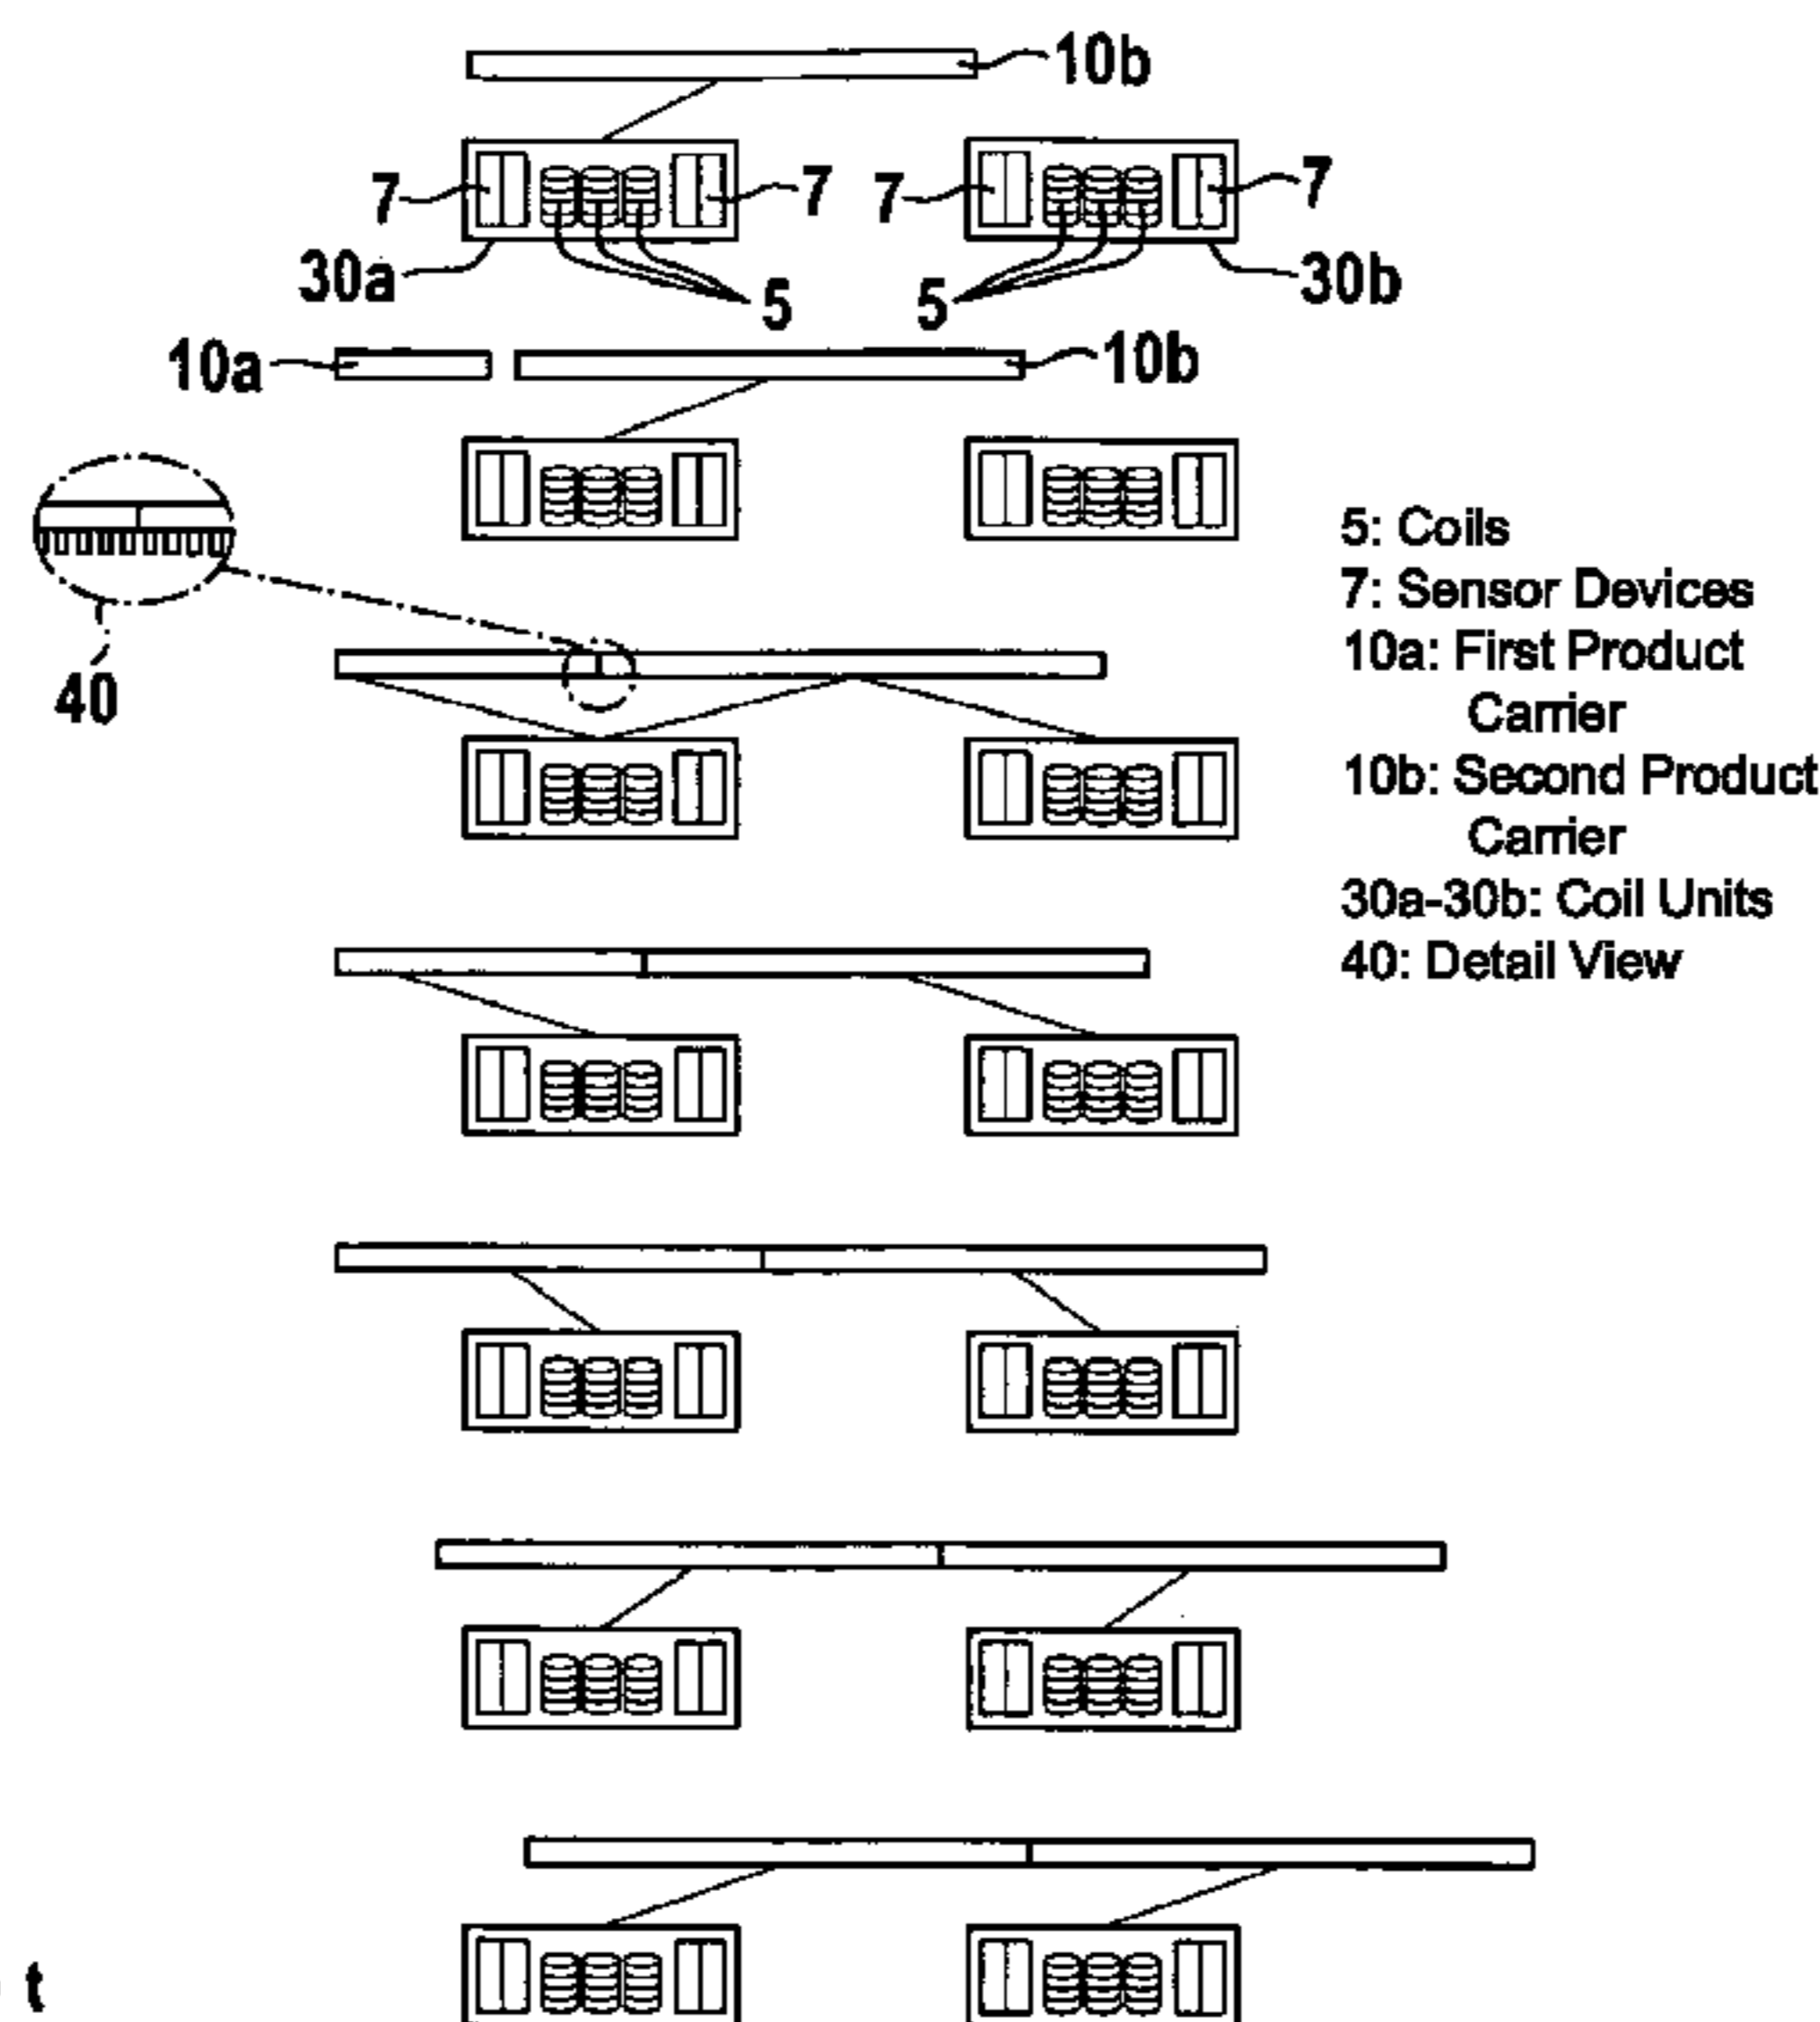 10b
7 7 7 7
30a 5 5 30b
10a 10b
40
5: Coils
7: Sensor Devices
10a: First Product
Carrier
10b: Second Product
Carrier
30a-30b: Coil Units
40: Detail View
t